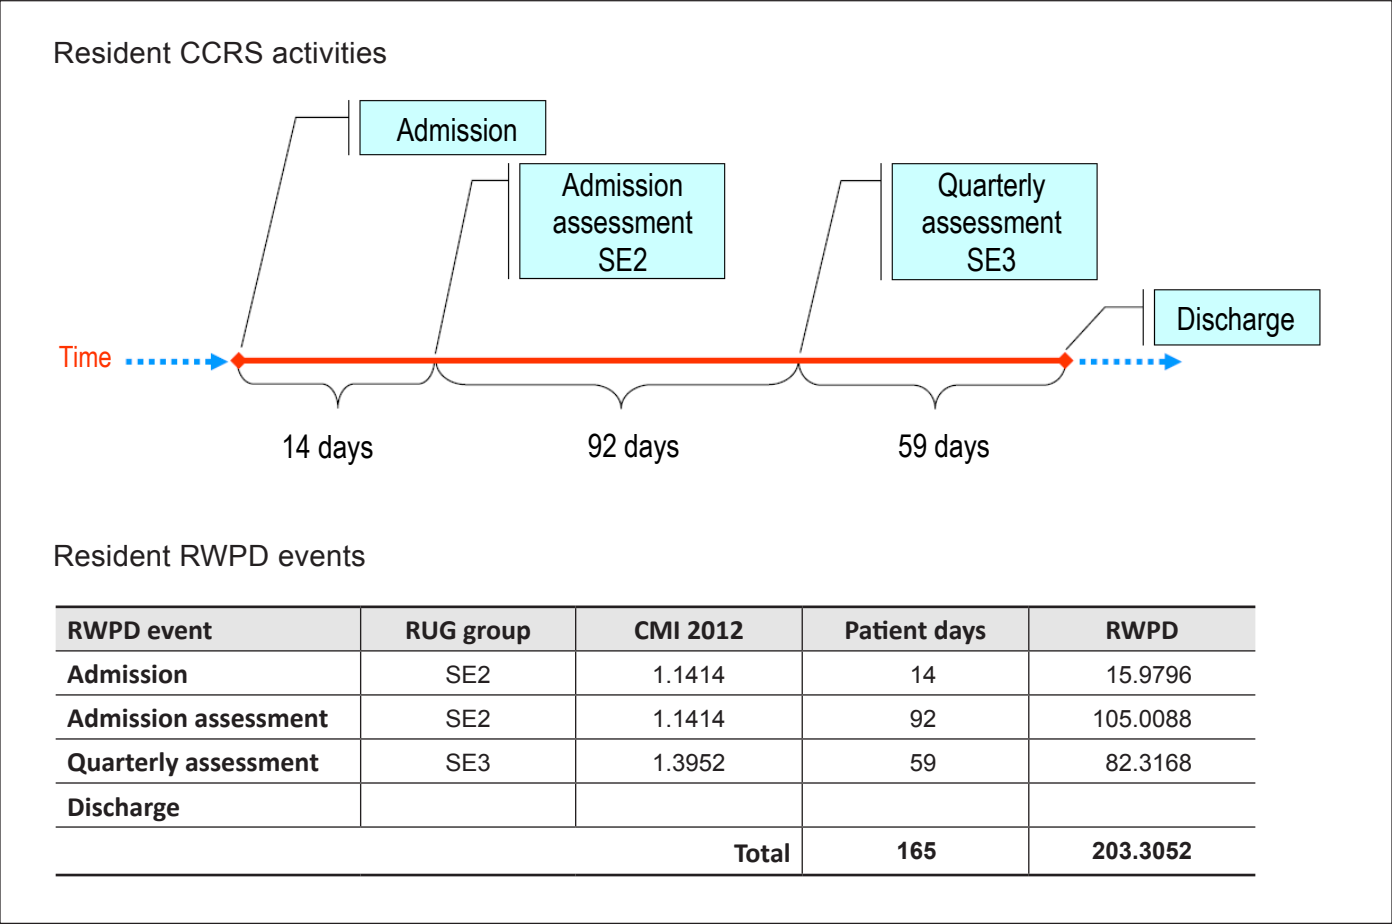 Resident CCRS activities
Admission
Admission
assessment
SE2
Quarterly
assessment
SE3
Discharge
Time
14 days
92 days
59 days
Resident RWPD events
RWPD event RUG group CMI 2012 Patient days RWPD
Admission SE2 1.1414 14 15.9796
Admission assessment SE2 1.1414 92 105.0088
Quarterly assessment SE3 1.3952 59 82.3168
Discharge
Total 165 203.3052